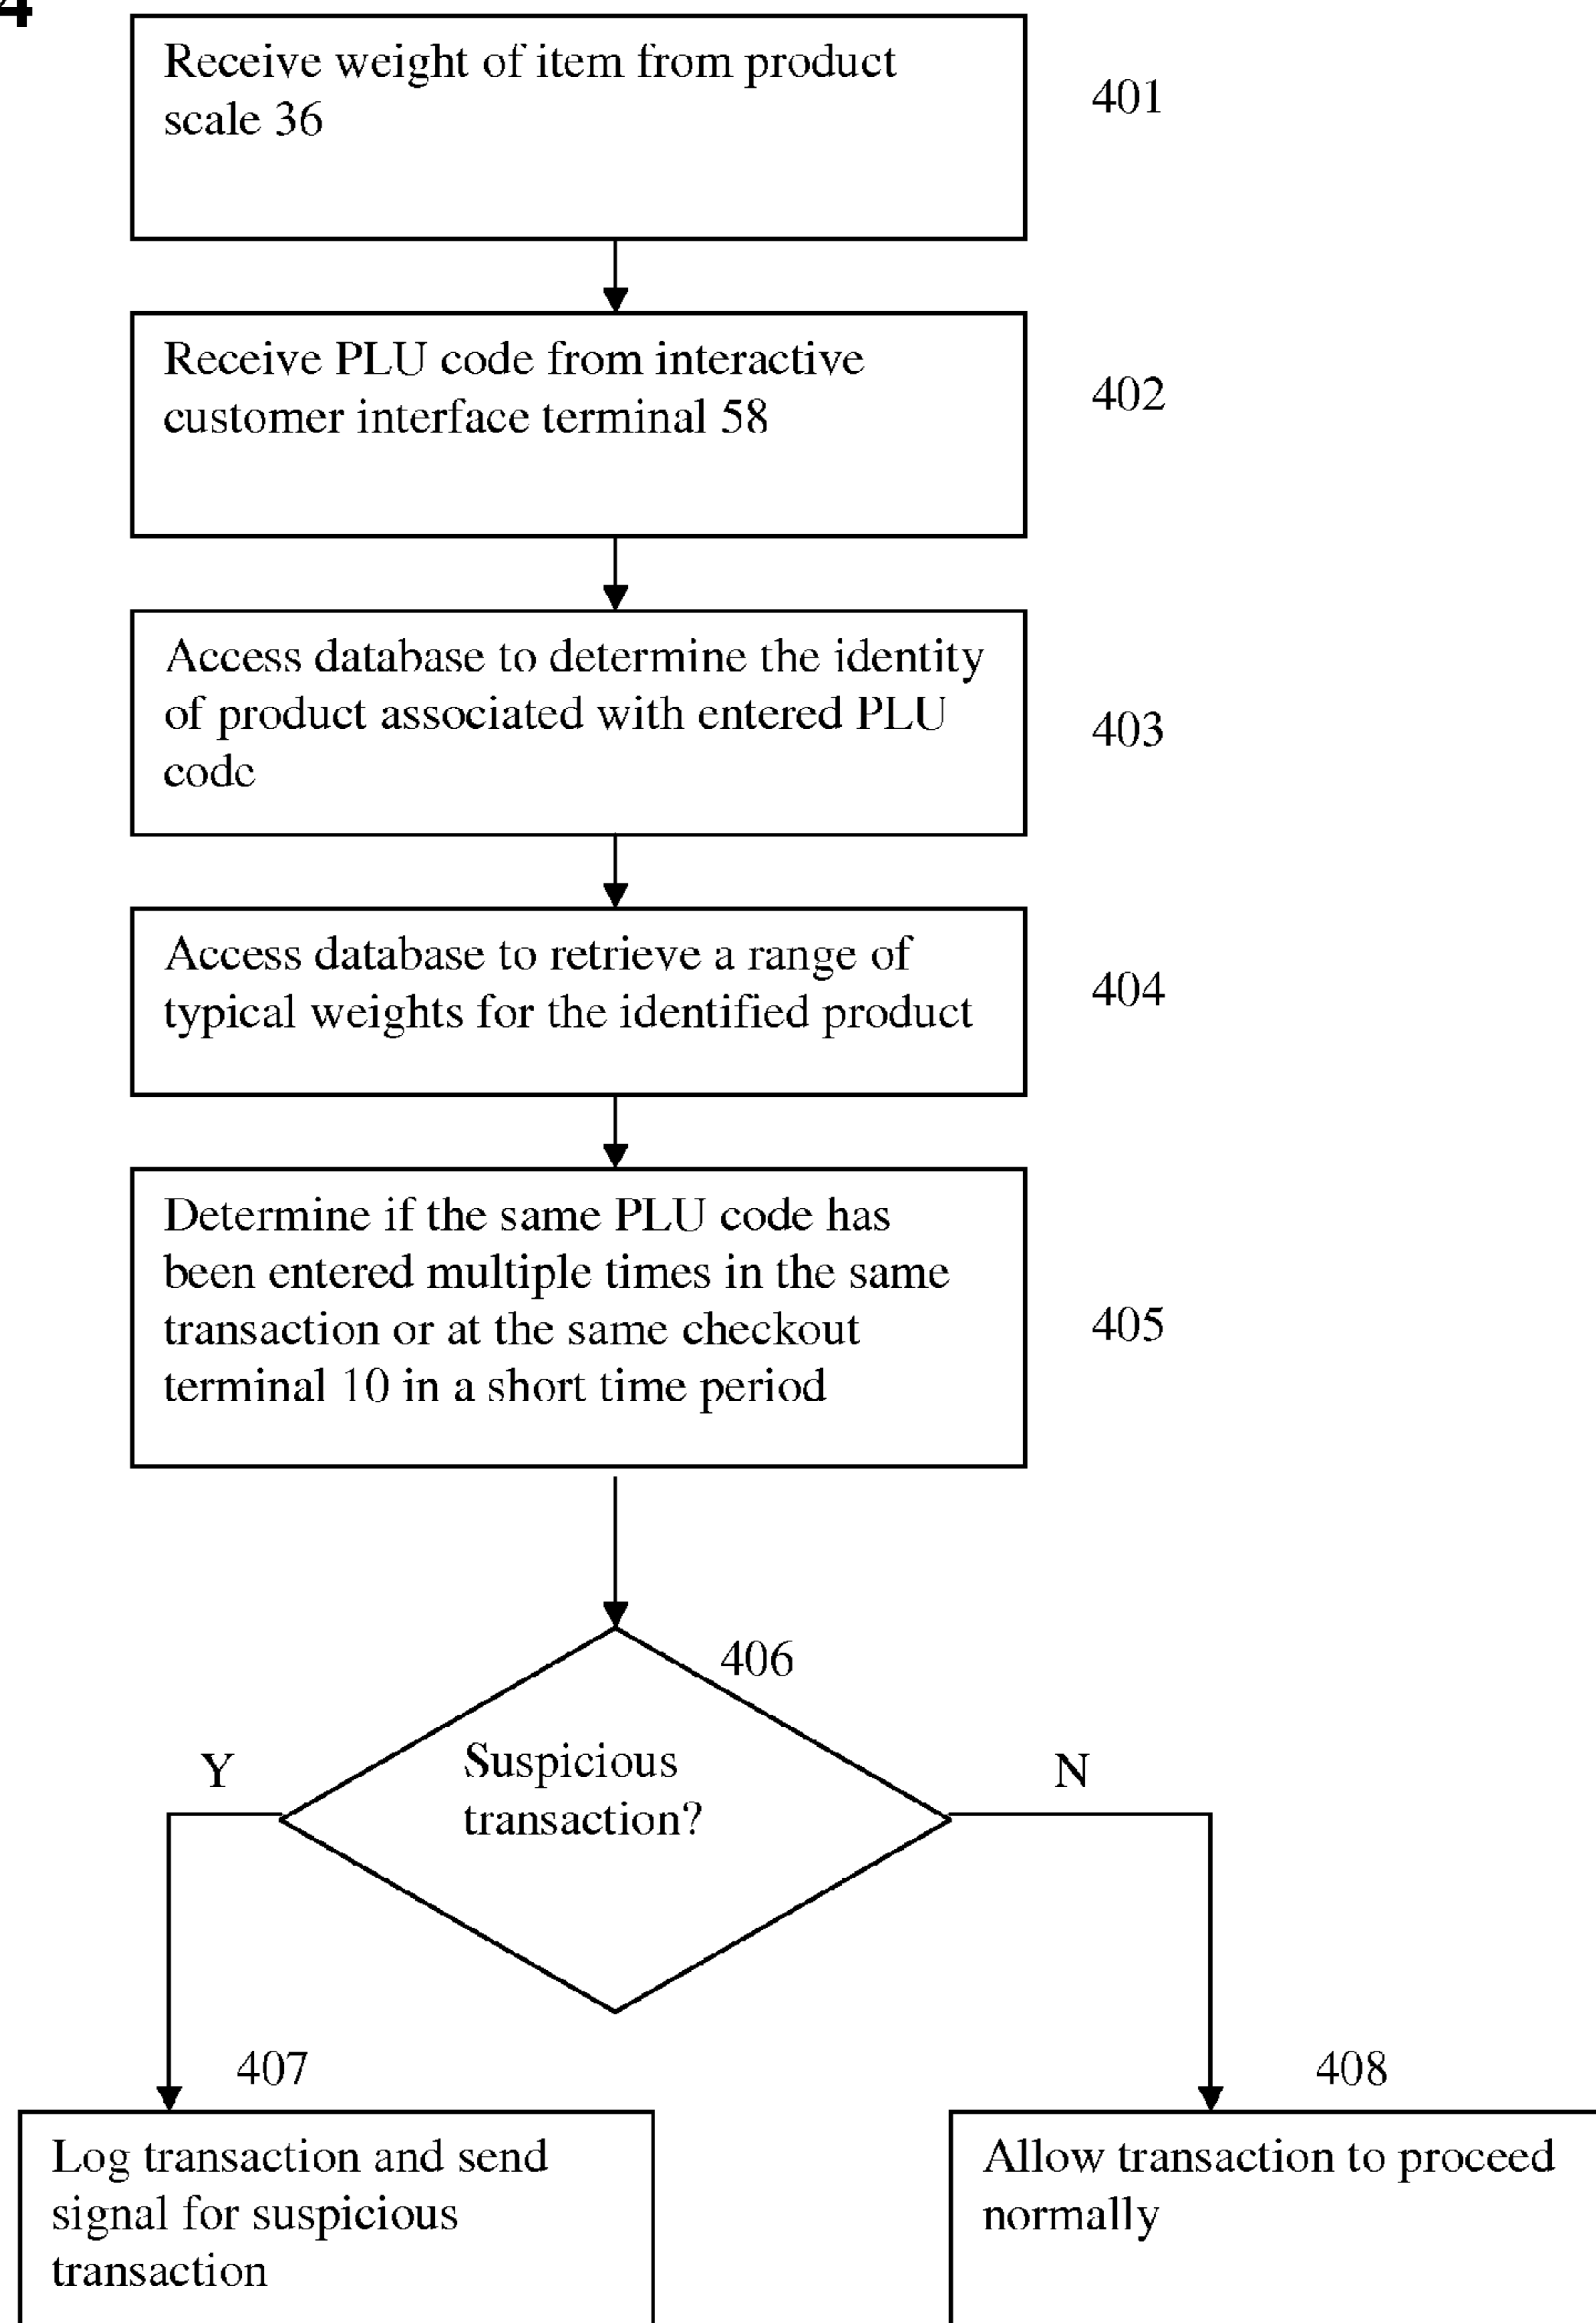 4
Receive weight of item from product
scale 36
401
Receive PLU code from interactive
customer interface terminal 58
402
Access database to determine the identity
of product associated with entered PLU
code
403
Access database to retrieve a range of
typical weights for the identified product
404
Determine if the same PLU code has
been entered multiple times in the same
transaction or at the same checkout
terminal 10 in a short time period
405
406
Suspicious
transaction?
Y
N
407
408
Log transaction and send
signal for suspicious
transaction
Allow transaction to proceed
normally